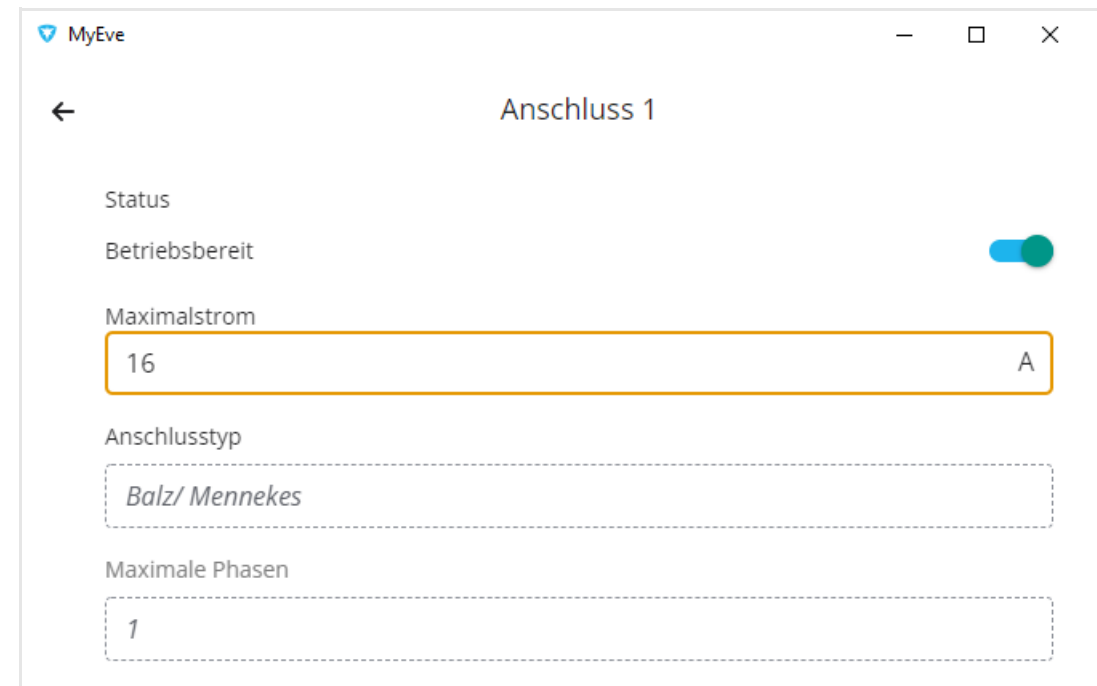 MyEve
Anschluss 1
Status
Betriebsbereit
Maximalstrom
16 A
Anschlusstyp
Balz/ Mennekes
Maximale Phasen
1